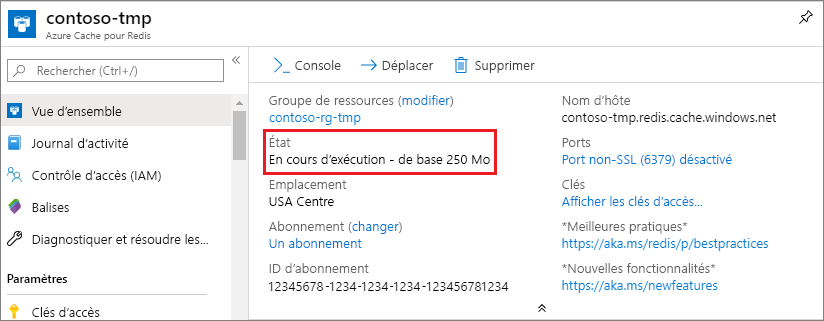 contoso-tmp
Azure Cache pour Redis
Rechercher (Ctrl+/)
Vue d'ensemble
Journal d'activité
Contrôle d'accès (IAM)
Balises
Diagnostiquer et résoudre les...
Paramètres
Clés d'accès
Console
Déplacer
Supprimer
Groupe de ressources (modifier)
contoso-rg-tmp
État
En cours d'exécution - de base 250 Mo
Emplacement
USA Centre
Abonnement (changer)
Un abonnement
ID d'abonnement
12345678-1234-1234-1234-123456781234
Nom d'hôte
contoso-tmp.redis.cache.windows.net
Ports
Port non-SSL (6379) désactivé
Clés
Afficher les clés d'accès...
*Meilleures pratiques*
https://aka.ms/redis/p/bestpractices
*Nouvelles fonctionnalités*
https://aka.ms/newfeatures